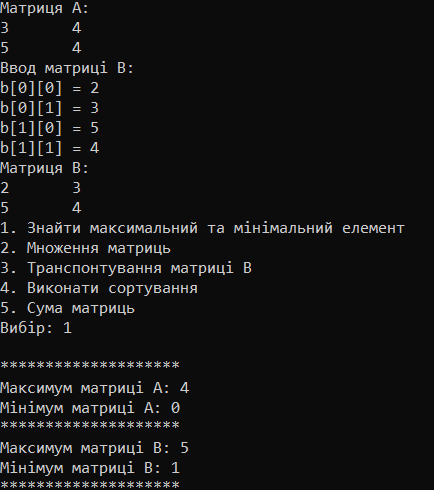 Матриця A:
3 4
5 4
Ввод матриці B:
b[0][0] = 2
b[0][1] = 3
b[1][0] = 5
b[1][1] = 4
Матриця B:
2 3
5 4
1. Знайти максимальний та мінімальний елемент
2. Множення матриць
3. Транспонтування матриці B
4. Виконати сортування
5. Сума матриць
Вибір: 1
********************
Максимум матриці A: 4
Мінімум матриці A: 0
********************
Максимум матриці B: 5
Мінімум матриці B: 1
********************